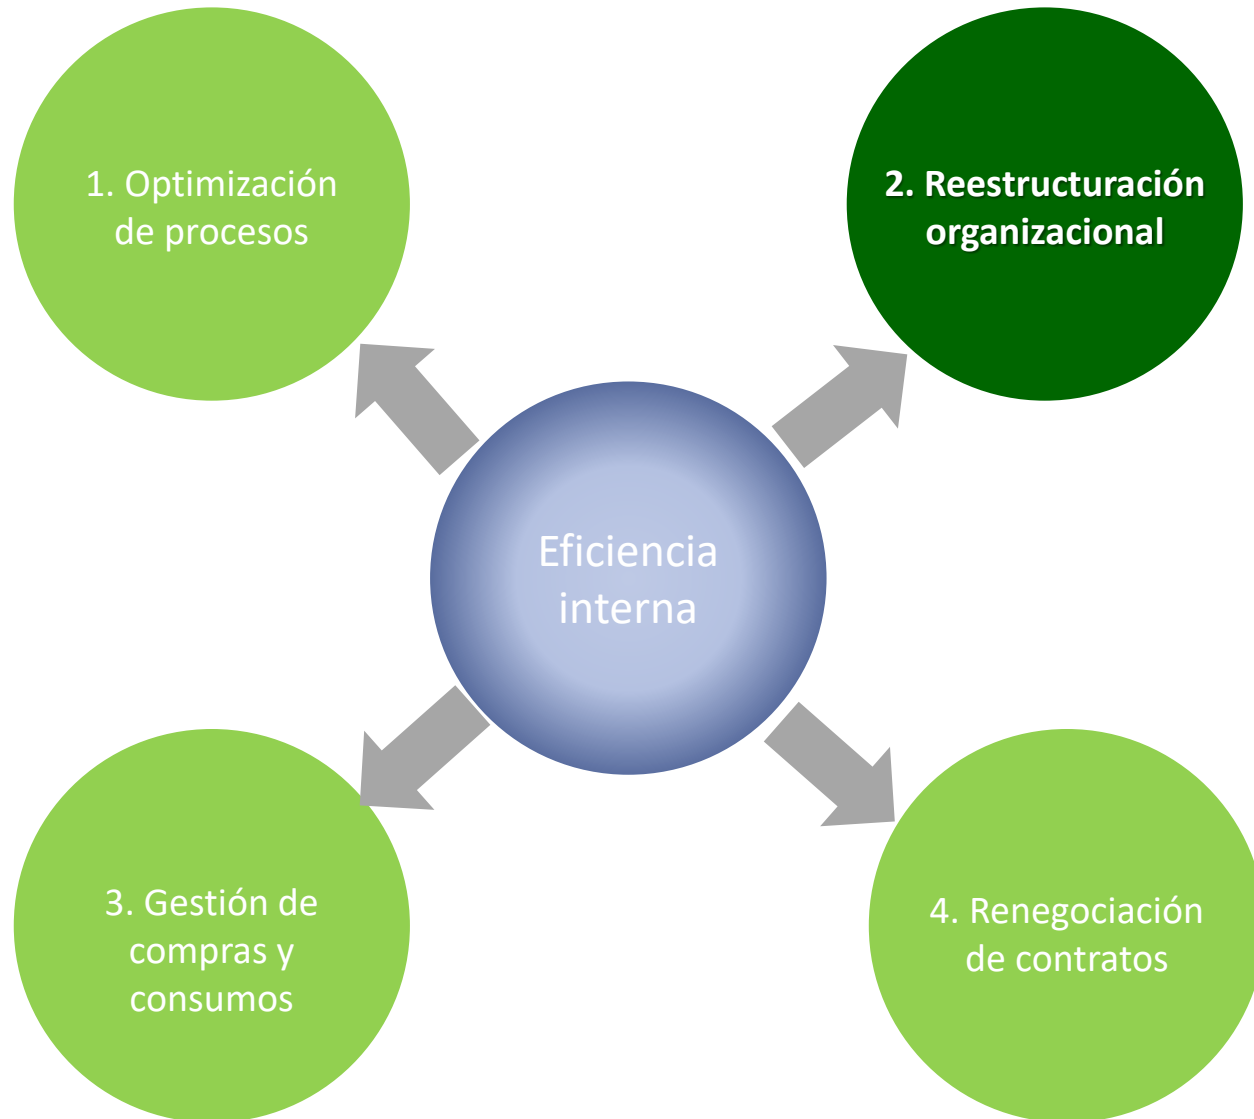 1. Optimización
de procesos
2. Reestructuración
organizacional
Eficiencia
interna
3. Gestión de
compras y
consumos
4. Renegociación
de contratos